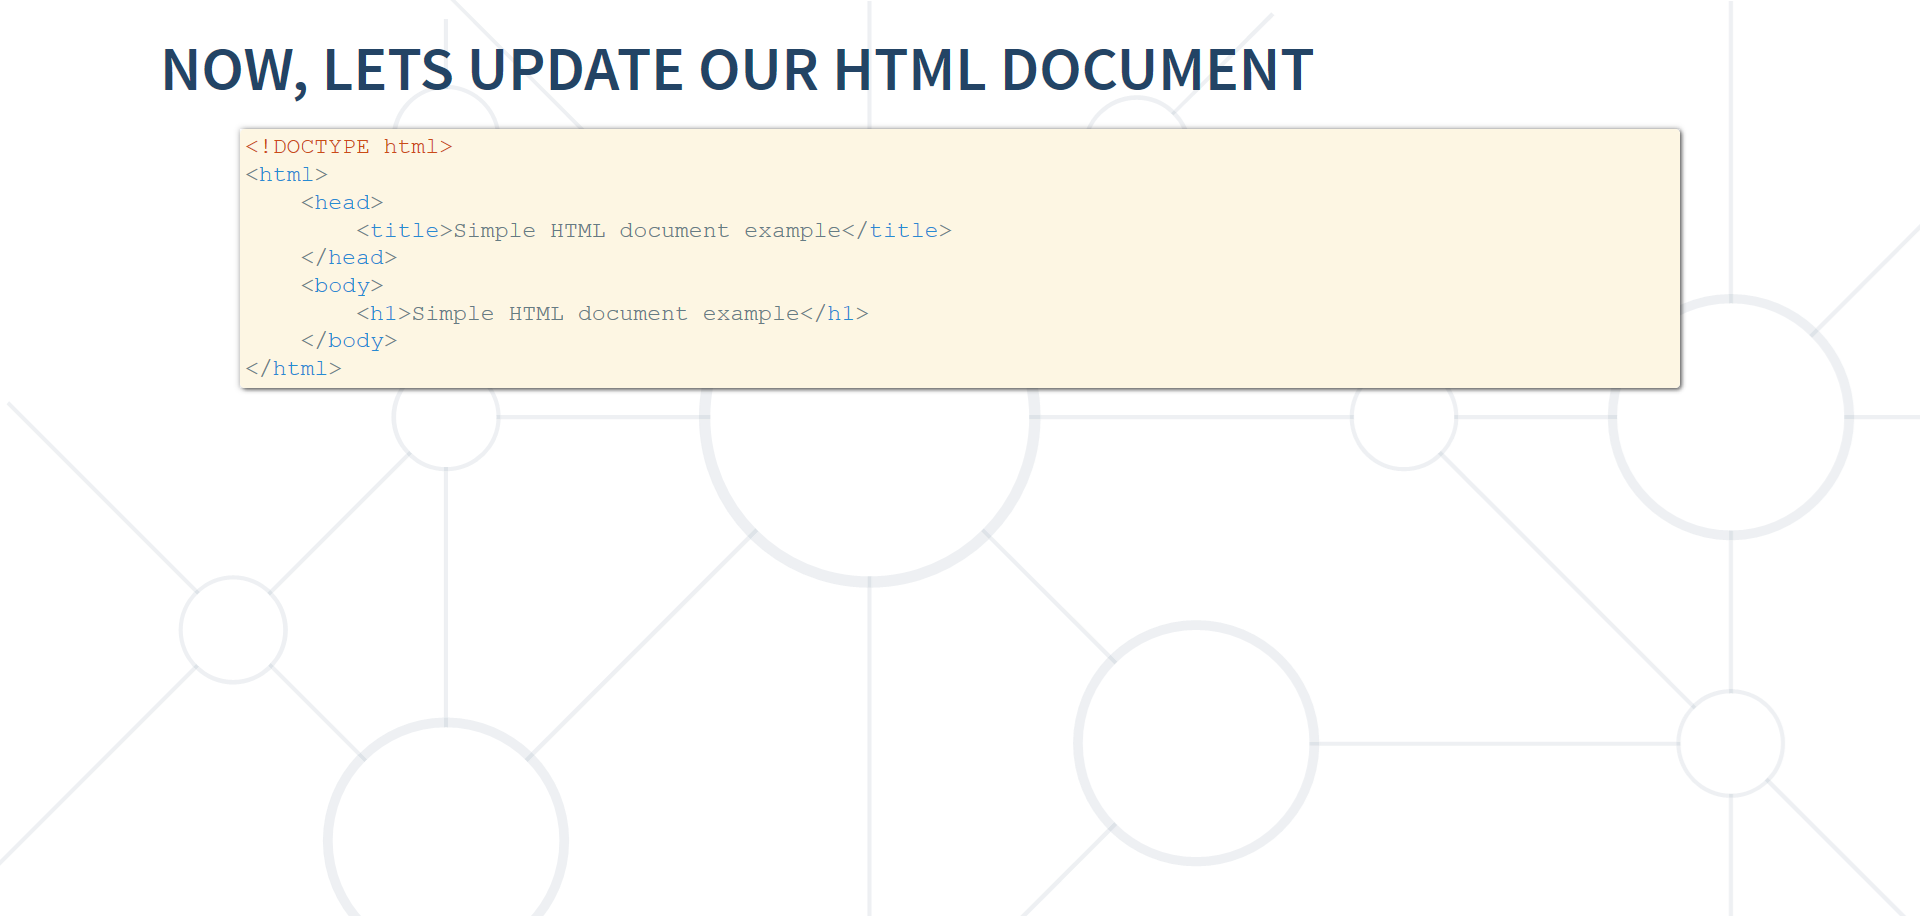 NOW, LETS UPDATE OUR HTML DOCUMENT
<!DOCTYPE html>
<html>
    <head>
        <title>Simple HTML document example</title>
    </head>
    <body>
        <h1>Simple HTML document example</h1>
    </body>
</html>